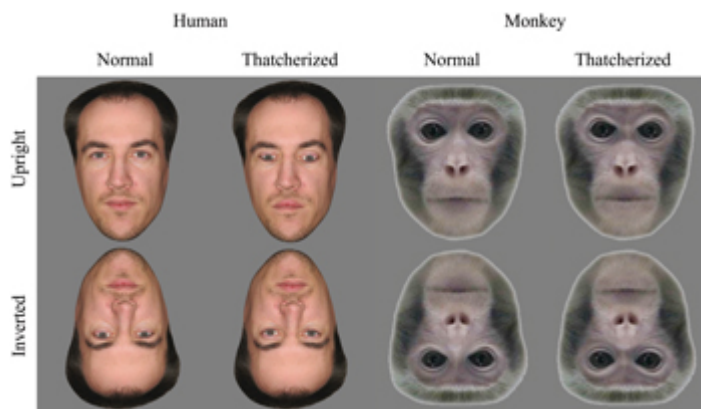 Human Monkey
Normal Thatcherized Normal Thatcherized
Upright
Inverted